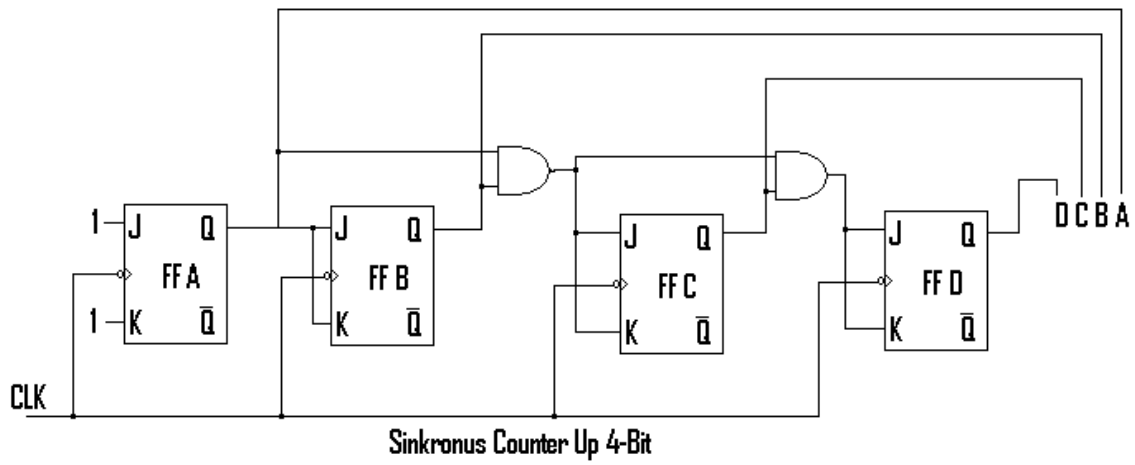 D C B A
1 J Q
FF A
1 K Q̅
J Q
FF B
K Q̅
J Q
FF C
K Q̅
J Q
FF D
K Q̅
CLK
Sinkronus Counter Up 4-Bit